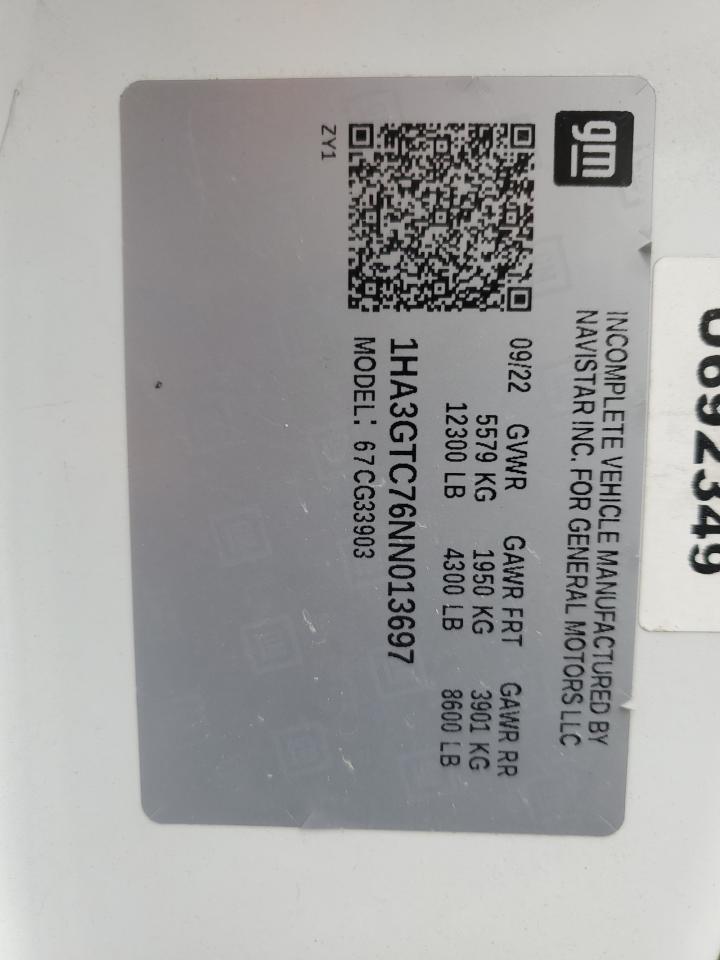 gm
INCOMPLETE VEHICLE MANUFACTURED BY
NAVISTAR INC. FOR GENERAL MOTORS LLC
09/22 GVWR GAWR FRT GAWR RR
5579 KG 1950 KG 3901 KG
12300 LB 4300 LB 8600 LB
1HA3GTC76NN013697
MODEL: 67CG33903
ZY1
0692349